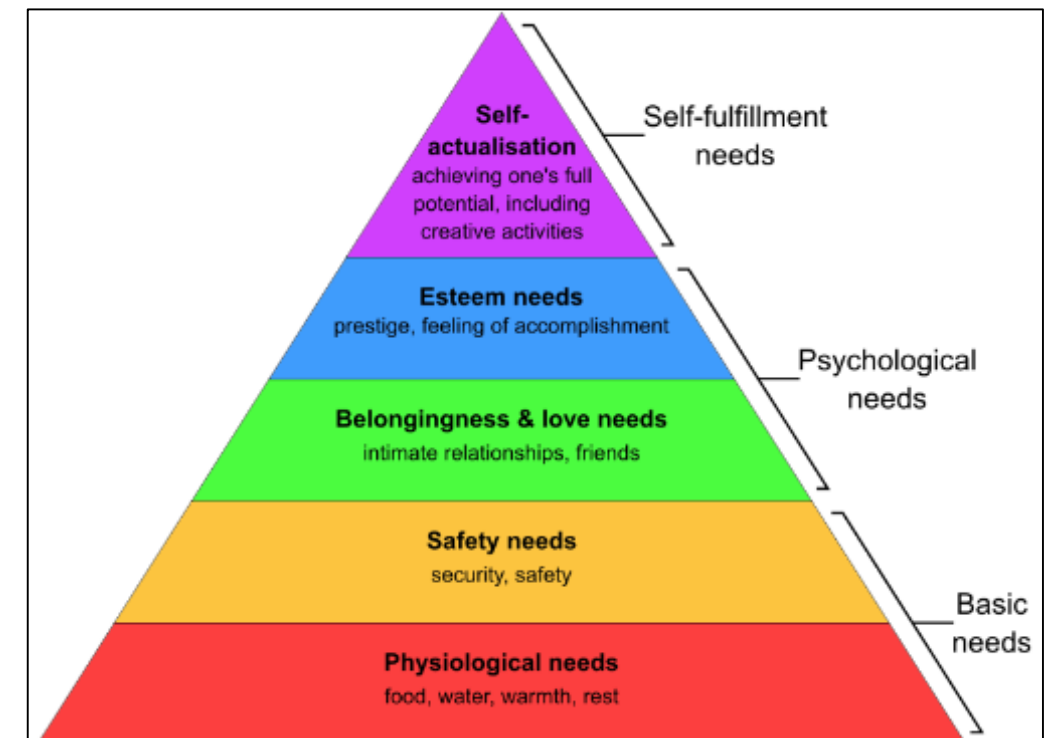 Self-
actualisation
achieving one's full
potential, including
creative activities
Self-fulfillment
needs
Esteem needs
prestige, feeling of accomplishment
Psychological
needs
Belongingness & love needs
intimate relationships, friends
Safety needs
security, safety
Basic
needs
Physiological needs
food, water, warmth, rest